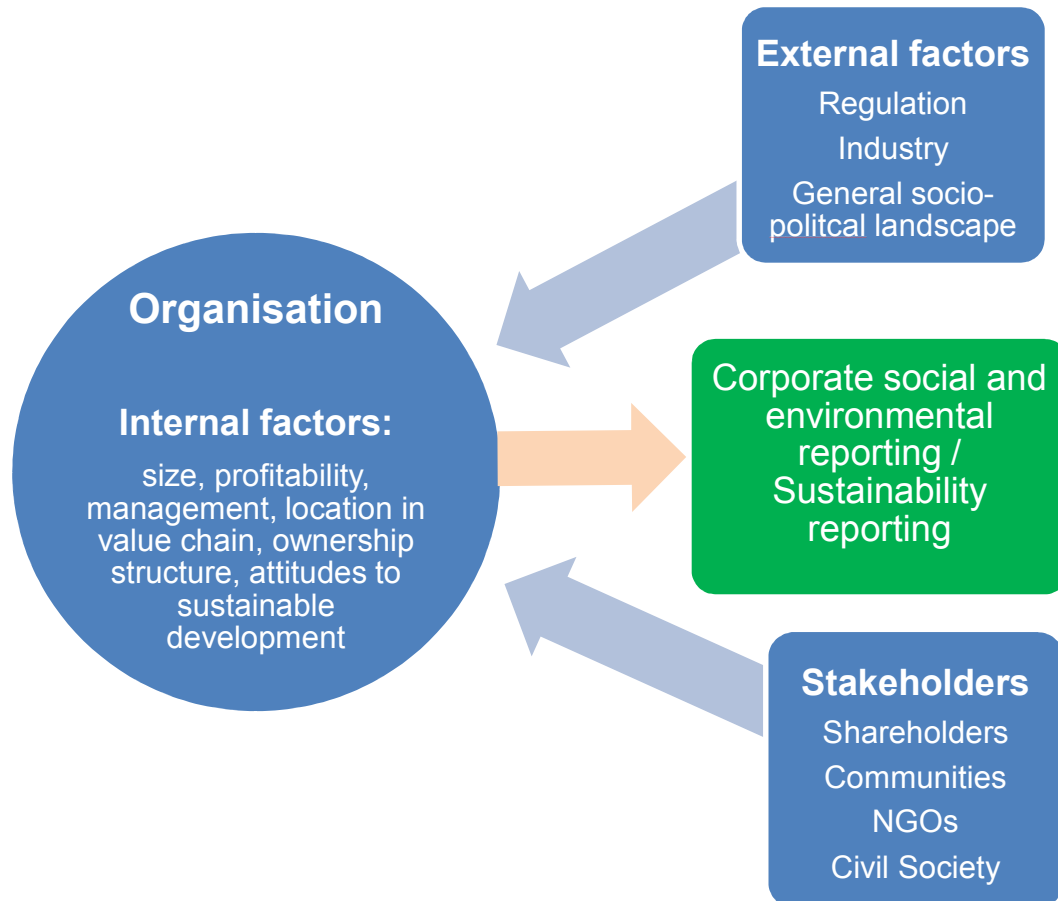 Organisation
Internal factors:
size, profitability,
management, location in
value chain, ownership
structure, attitudes to
sustainable
development
External factors
Regulation
Industry
General socio-
politcal landscape
Corporate social and
environmental
reporting /
Sustainability
reporting
Stakeholders
Shareholders
Communities
NGOs
Civil Society